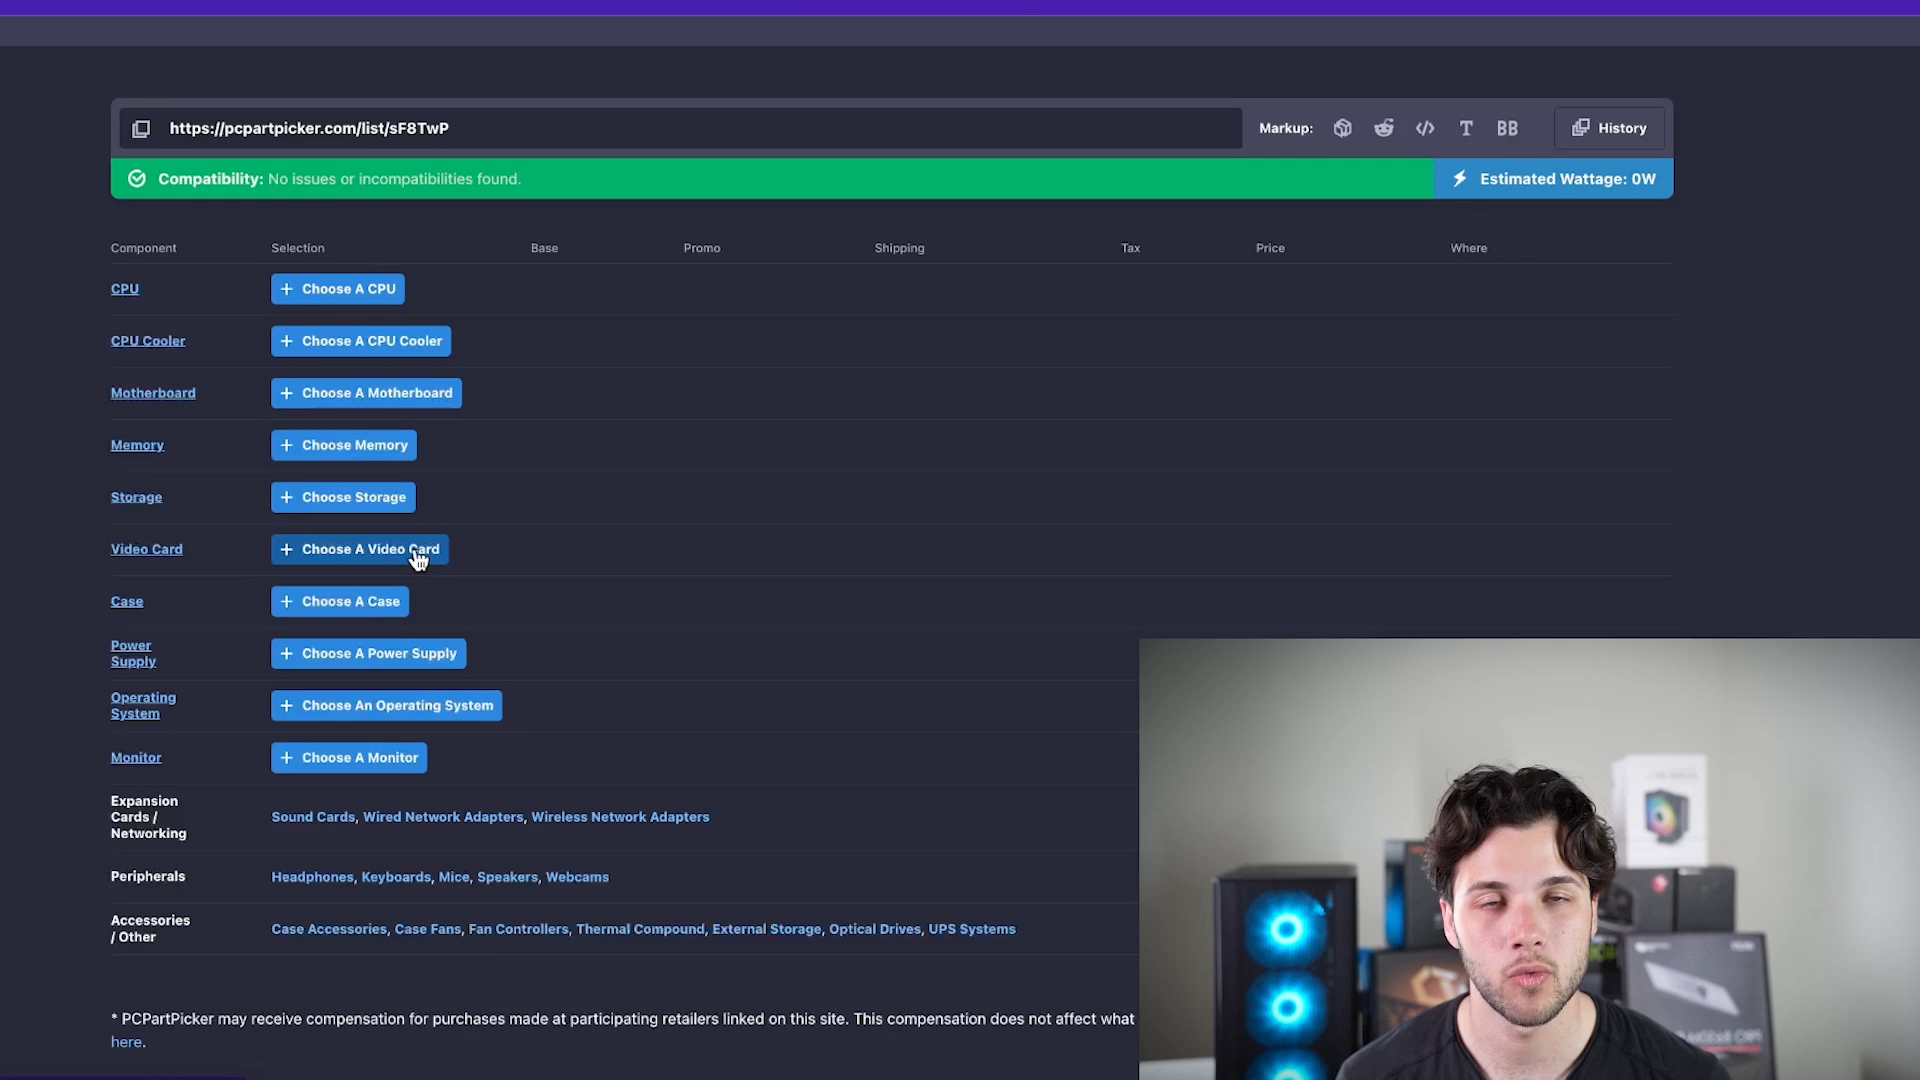 https://pcpartpicker.com/list/sF8TwP
Markup:
T
BB
History
Compatibility: No issues or incompatibilities found.
Estimated Wattage: 0W
Component Selection Base Promo Shipping Tax Price Where
CPU
+ Choose A CPU
CPU Cooler
+ Choose A CPU Cooler
Motherboard
+ Choose A Motherboard
Memory
+ Choose Memory
Storage
+ Choose Storage
Video Card
+ Choose A Video Card
Case
+ Choose A Case
Power
Supply
+ Choose A Power Supply
Operating
System
+ Choose An Operating System
Monitor
+ Choose A Monitor
Expansion
Cards /
Networking
Sound Cards, Wired Network Adapters, Wireless Network Adapters
Peripherals
Headphones, Keyboards, Mice, Speakers, Webcams
Accessories
/ Other
Case Accessories, Case Fans, Fan Controllers, Thermal Compound, External Storage, Optical Drives, UPS Systems
* PCPartPicker may receive compensation for purchases made at participating retailers linked on this site. This compensation does not affect what
here.